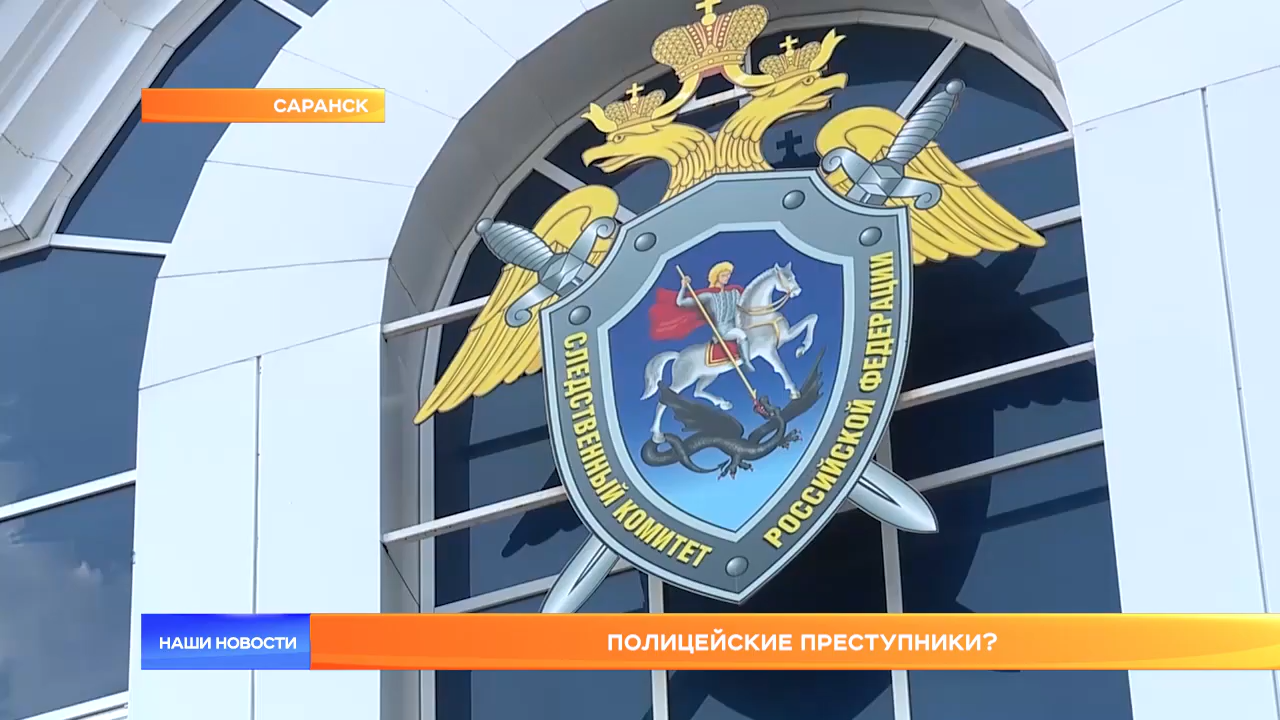 САРАНСК
СЛЕДСТВЕННЫЙ КОМИТЕТ
РОССИЙСКОЙ ФЕДЕРАЦИИ
НАШИ НОВОСТИ
ПОЛИЦЕЙСКИЕ ПРЕСТУПНИКИ?